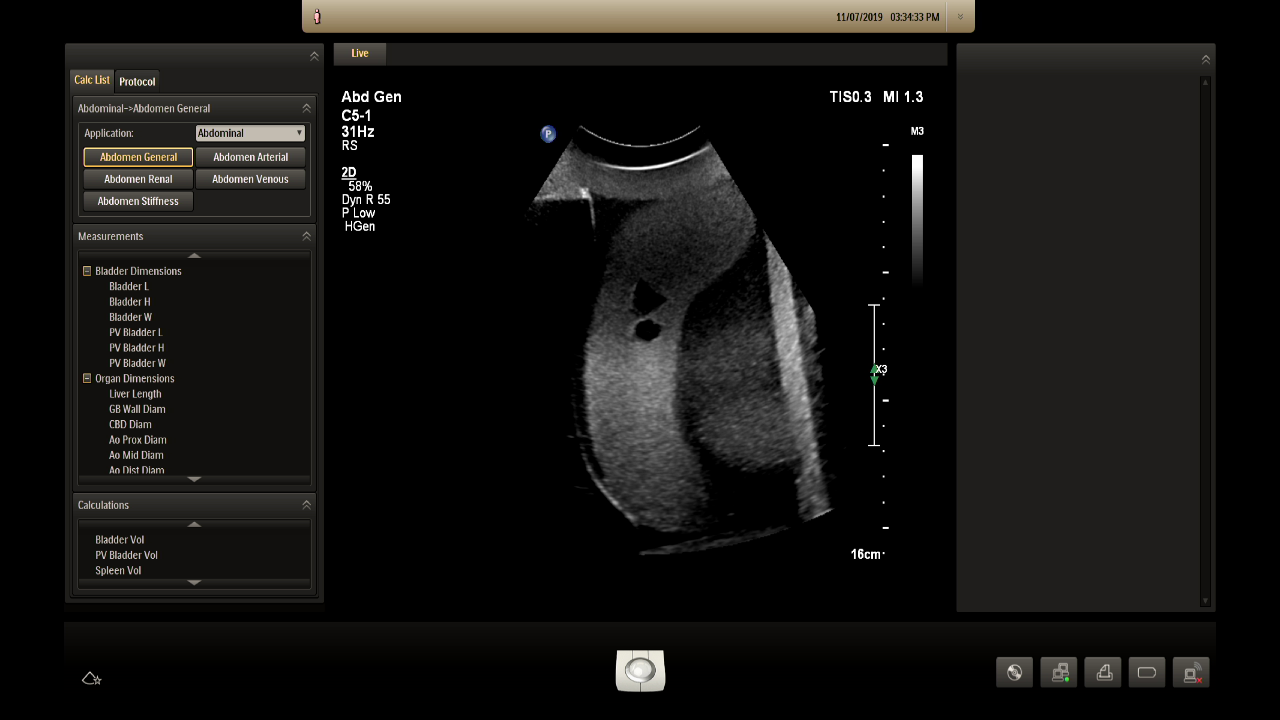 11/07/2019 03:34:33 PM
Live
Calc List Protocol
Abdominal->Abdomen General
Application: Abdominal
Abdomen General Abdomen Arterial
Abdomen Renal Abdomen Venous
Abdomen Stiffness
Measurements
Bladder Dimensions
Bladder L
Bladder H
Bladder W
PV Bladder L
PV Bladder H
PV Bladder W
Organ Dimensions
Liver Length
GB Wall Diam
CBD Diam
Ao Prox Diam
Ao Mid Diam
Ao Dist Diam
Calculations
Bladder Vol
PV Bladder Vol
Spleen Vol
Abd Gen
C5-1
31Hz
RS
2D
58%
Dyn R 55
P Low
HGen
P
TIS0.3 MI 1.3
M3
X3
16cm